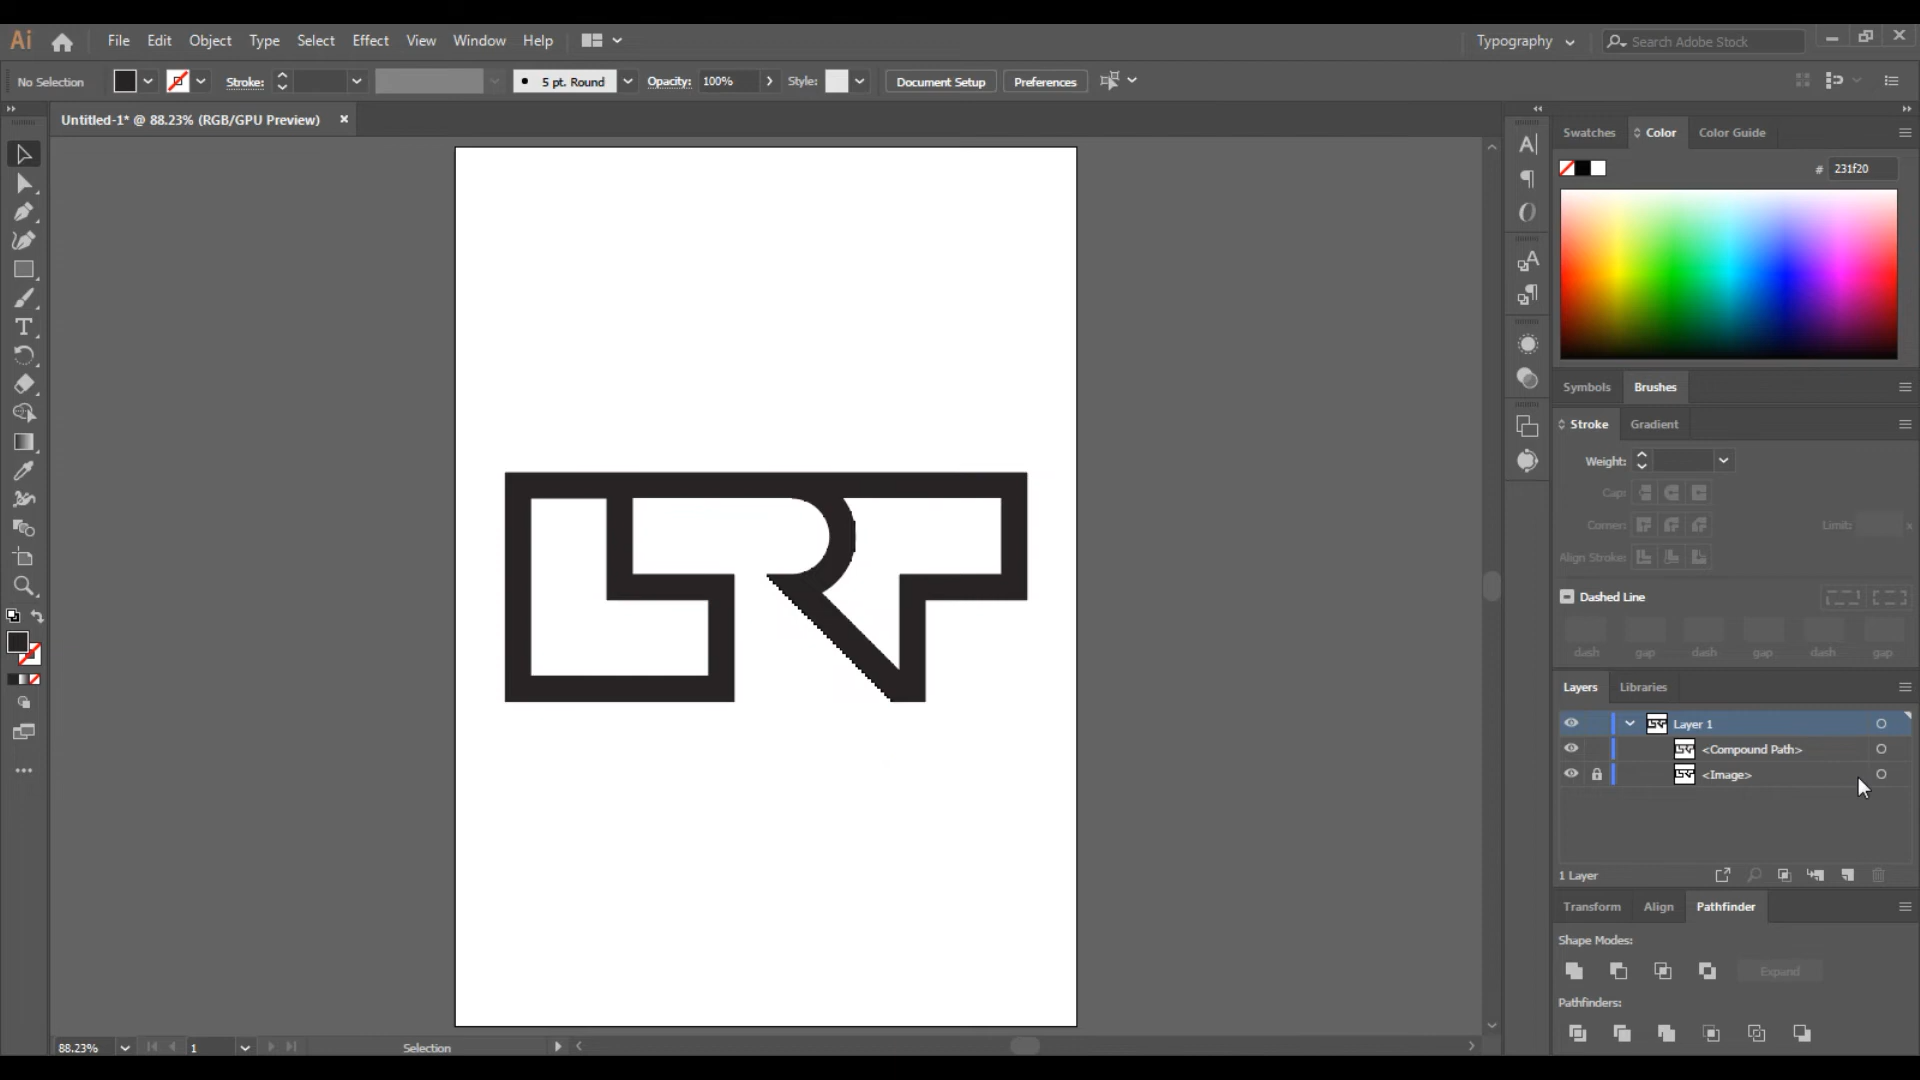 Ai File Edit Object Type Select Effect View Window Help Typography Search Adobe Stock
No Selection Stroke: 5 pt. Round Opacity: 100% Style: Document Setup Preferences
Untitled-1* @ 88.23% (RGB/GPU Preview)
Swatches Color Color Guide
# 231f20
Symbols Brushes
Stroke Gradient
Weight:
Cap:
Corner: Limit: x
Align Stroke:
Dashed Line
dash gap dash gap dash gap
LRT
Layers Libraries
Layer 1
<Compound Path>
<Image>
1 Layer
Transform Align Pathfinder
Shape Modes:
Expand
Pathfinders:
88.23% 1 Selection